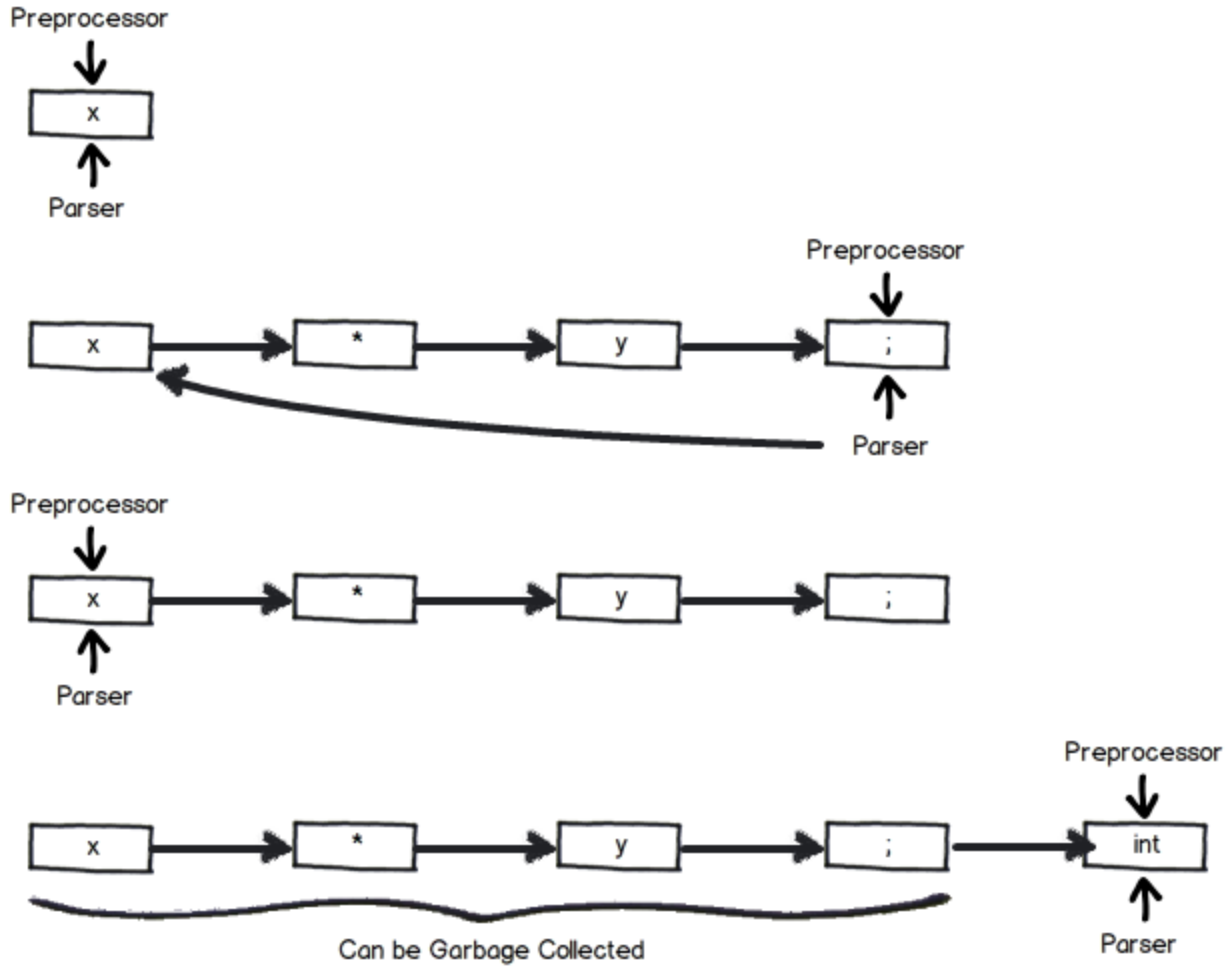 Preprocessor
x
Parser
Preprocessor
x * y ;
Parser
Preprocessor
x * y ;
Parser
Preprocessor
x * y ; int
Can be Garbage Collected
Parser